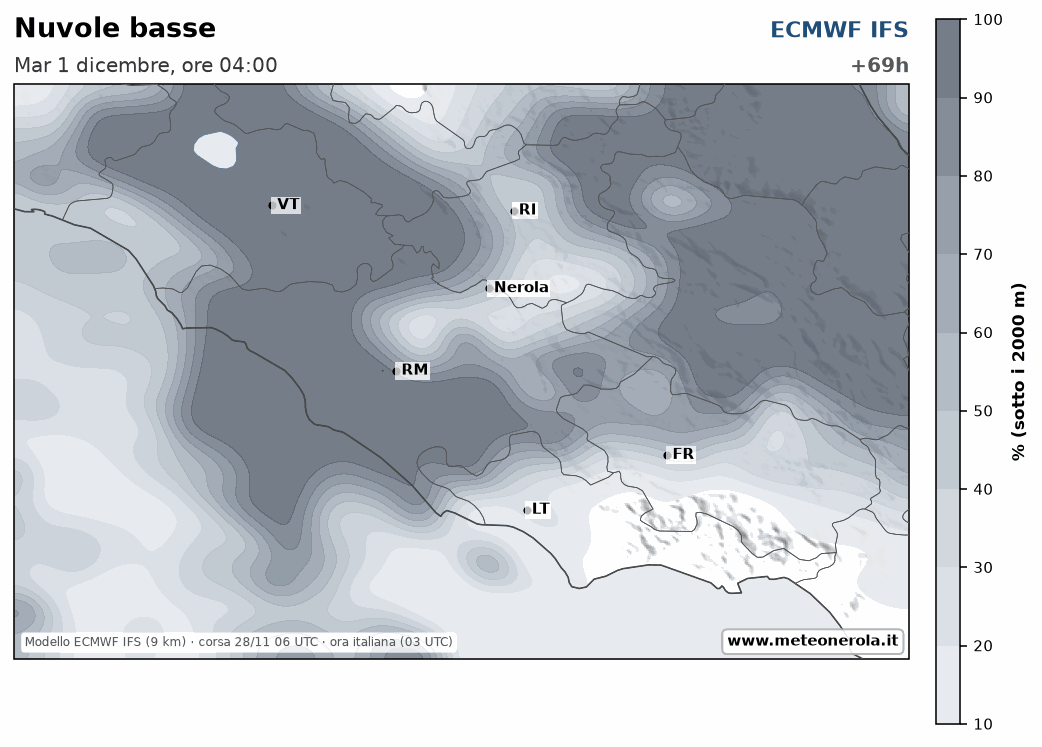 Nuvole basse
ECMWF IFS
Mar 1 dicembre, ore 04:00
+69h
VT
RI
Nerola
RM
FR
LT
Modello ECMWF IFS (9 km) · corsa 28/11 06 UTC · ora italiana (03 UTC)
www.meteonerola.it
100
90
80
70
60
50
40
30
20
10
% (sotto i 2000 m)